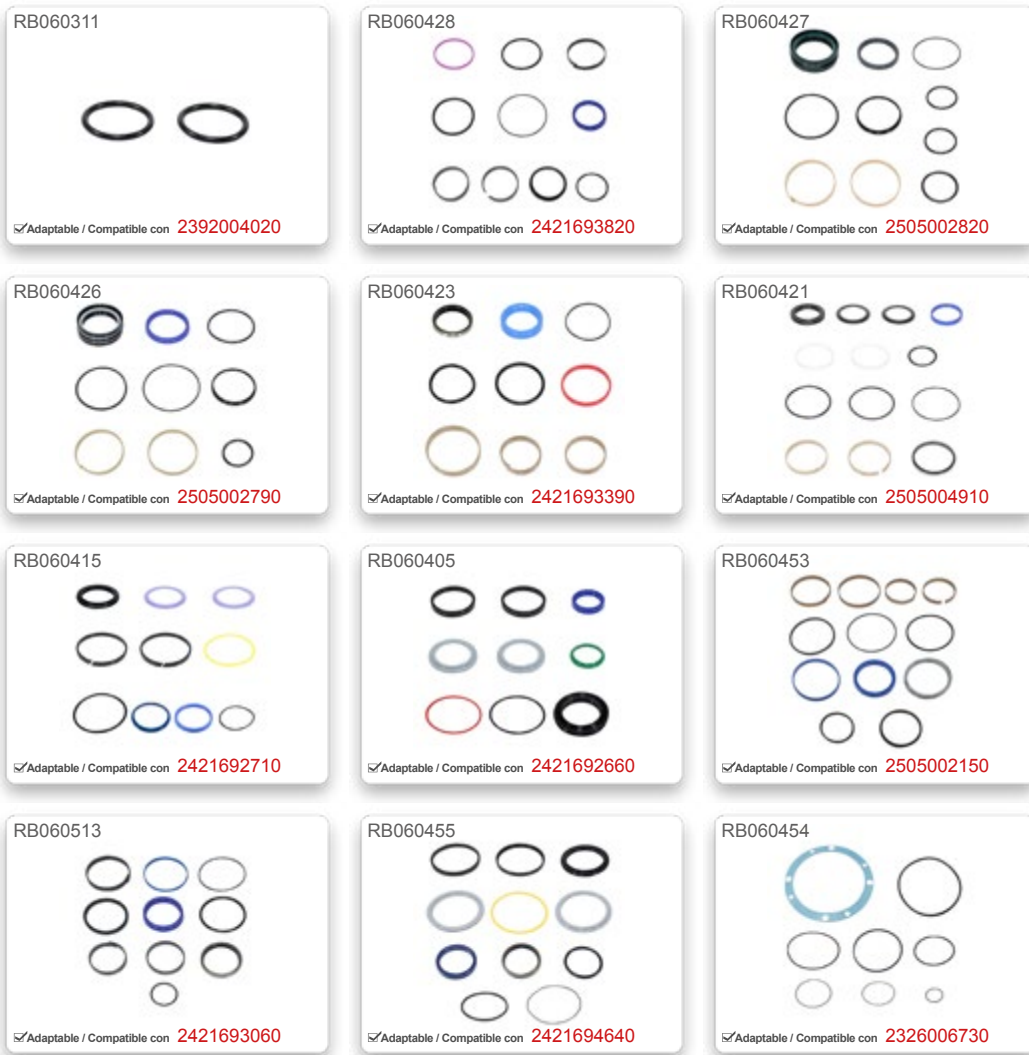 RB060311
RB060428
RB060427
☑Adaptable / Compatible con 2392004020
☑Adaptable / Compatible con 2421693820
☑Adaptable / Compatible con 2505002820
RB060426
RB060423
RB060421
☑Adaptable / Compatible con 2505002790
☑Adaptable / Compatible con 2421693390
☑Adaptable / Compatible con 2505004910
RB060415
RB060405
RB060453
☑Adaptable / Compatible con 2421692710
☑Adaptable / Compatible con 2421692660
☑Adaptable / Compatible con 2505002150
RB060513
RB060455
RB060454
☑Adaptable / Compatible con 2421693060
☑Adaptable / Compatible con 2421694640
☑Adaptable / Compatible con 2326006730